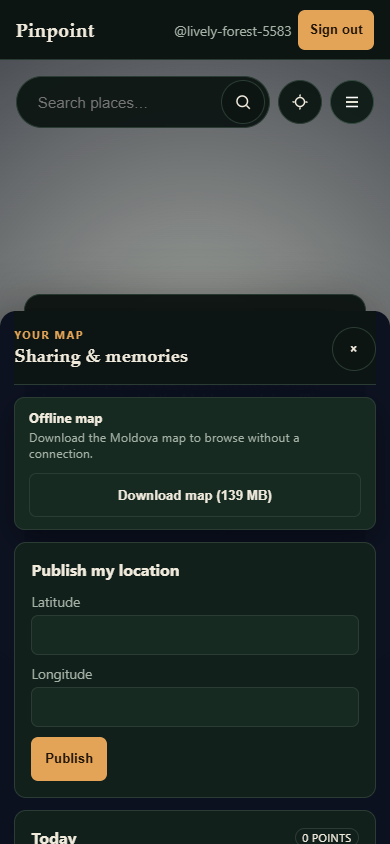 Pinpoint
@lively-forest-5583
Sign out
Search places...
YOUR MAP
Sharing & memories
×
Offline map
Download the Moldova map to browse without a
connection.
Download map (139 MB)
Publish my location
Latitude
Longitude
Publish
Today
0 POINTS